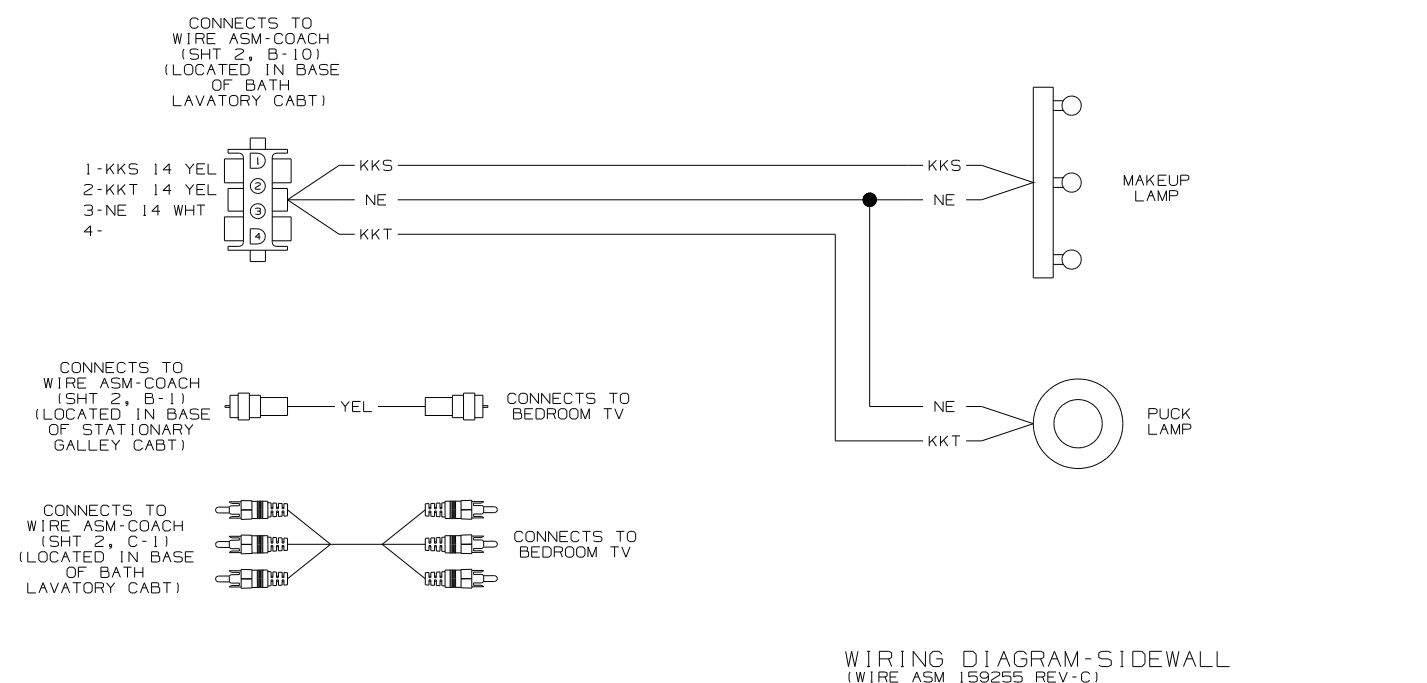 CONNECTS TO
WIRE ASM-COACH
(SHT 2, B-10)
(LOCATED IN BASE
OF BATH
LAVATORY CABT)
1-KKS 14 YEL
2-KKT 14 YEL
3-NE 14 WHT
4-
1
2
3
4
KKS
NE
KKT
KKS
NE
MAKEUP
LAMP
CONNECTS TO
WIRE ASM-COACH
(SHT 2, B-1)
(LOCATED IN BASE
OF STATIONARY
GALLEY CABT)
YEL
CONNECTS TO
BEDROOM TV
NE
KKT
PUCK
LAMP
CONNECTS TO
WIRE ASM-COACH
(SHT 2, C-1)
(LOCATED IN BASE
OF BATH
LAVATORY CABT)
CONNECTS TO
BEDROOM TV
WIRING DIAGRAM-SIDEWALL
(WIRE ASM 159255 REV-C)